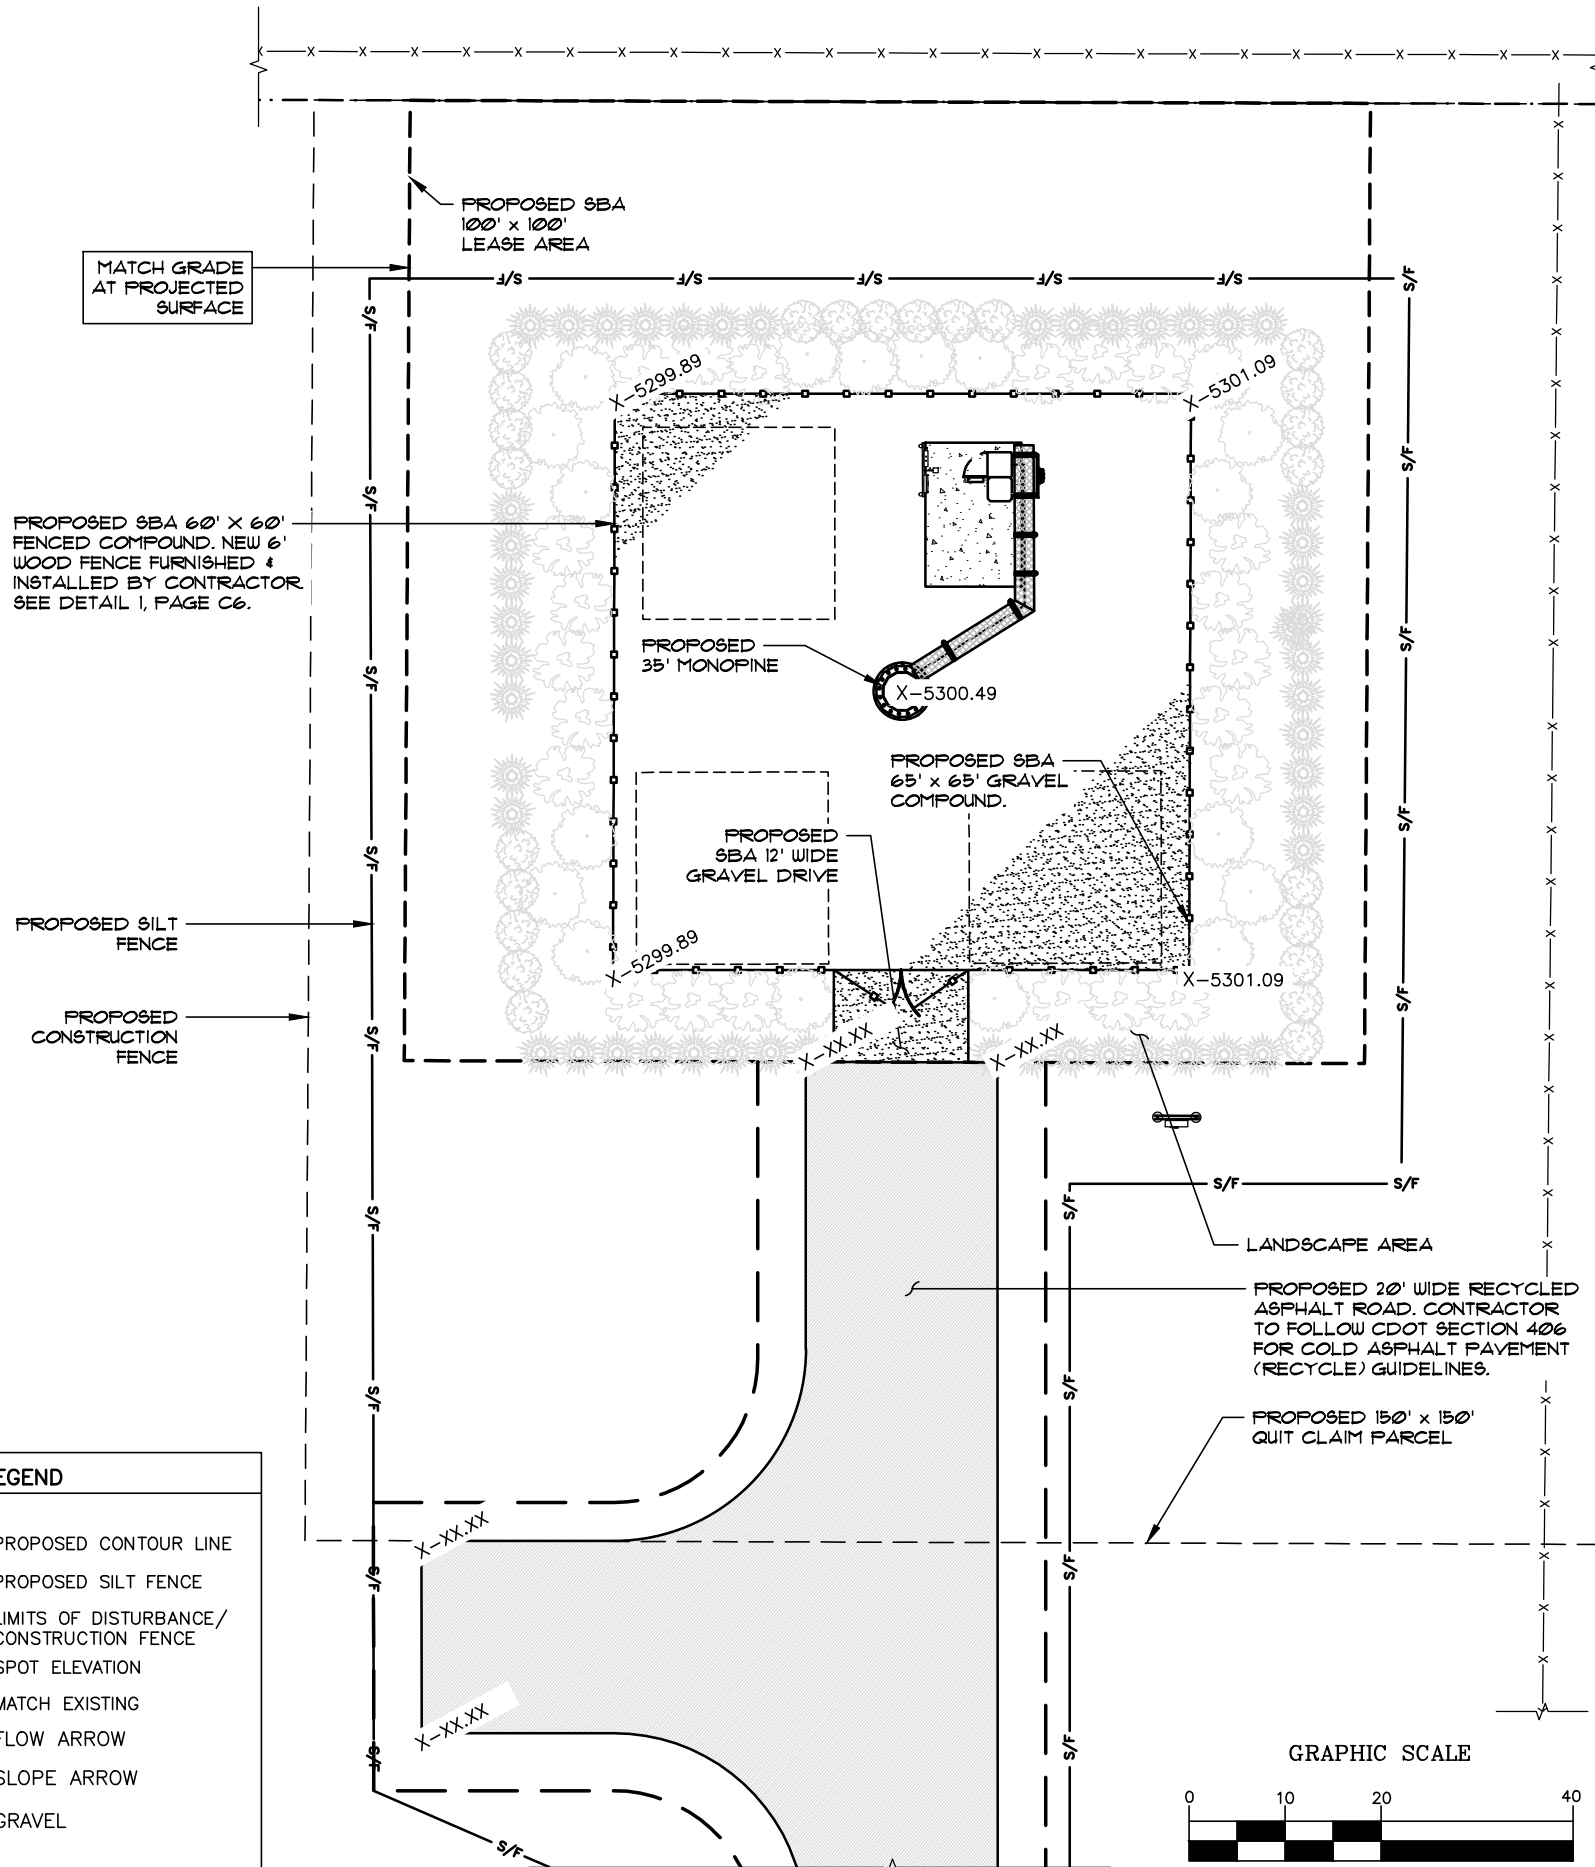 PROPOSED SBA
100' x 100'
LEASE AREA
MATCH GRADE
AT PROJECTED
SURFACE
S/F
S/F
S/F
S/F
S/F
S/F
S/F
X-5299.89
X-5301.09
S/F
S/F
PROPOSED SBA 60' X 60'
FENCED COMPOUND. NEW 6'
WOOD FENCE FURNISHED &
INSTALLED BY CONTRACTOR.
SEE DETAIL 1, PAGE C6.
PROPOSED
35' MONOPINE
S/F
S/F
X-5300.49
PROPOSED SBA
65' x 65' GRAVEL
COMPOUND.
S/F
S/F
PROPOSED
SBA 12' WIDE
GRAVEL DRIVE
PROPOSED SILT
FENCE
X-5299.89
X-5301.09
S/F
S/F
PROPOSED
CONSTRUCTION
FENCE
X-XX.XX
X-XX.XX
S/F
S/F
S/F
S/F
LANDSCAPE AREA
PROPOSED 20' WIDE RECYCLED
ASPHALT ROAD. CONTRACTOR
TO FOLLOW CDOT SECTION 406
FOR COLD ASPHALT PAVEMENT
(RECYCLE) GUIDELINES.
S/F
S/F
PROPOSED 150' x 150'
QUIT CLAIM PARCEL
X-XX.XX
S/F
S/F
X-XX.XX
S/F
S/F
S/F
EGEND
PROPOSED CONTOUR LINE
PROPOSED SILT FENCE
LIMITS OF DISTURBANCE/
CONSTRUCTION FENCE
SPOT ELEVATION
MATCH EXISTING
FLOW ARROW
SLOPE ARROW
GRAVEL
GRAPHIC SCALE
0 10 20 40